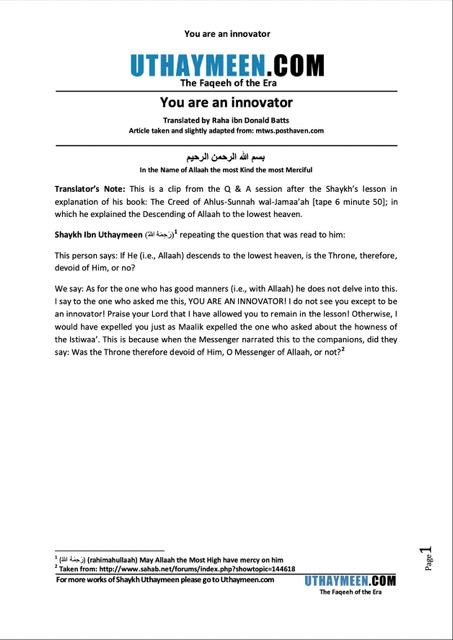 You are an innovator
UTHAYMEEN.COM
The Faqeeh of the Era
You are an innovator
Translated by Raha ibn Donald Batts
Article taken and slightly adapted from: mtws.posthaven.com
بسم الله الرحمن الرحيم
In the Name of Allaah the most Kind the most Merciful
Translator's Note: This is a clip from the Q & A session after the Shaykh's lesson in
explanation of his book: The Creed of Ahlus-Sunnah wal-Jamaa'ah [tape 6 minute 50]; in
which he explained the Descending of Allaah to the lowest heaven.
Shaykh Ibn Uthaymeen (رَحِمَهُ اللهُ)1 repeating the question that was read to him:
This person says: If He (i.e., Allaah) descends to the lowest heaven, is the Throne, therefore,
devoid of Him, or no?
We say: As for the one who has good manners (i.e., with Allaah) he does not delve into this.
I say to the one who asked me this, YOU ARE AN INNOVATOR! I do not see you except to be
an innovator! Praise your Lord that I have allowed you to remain in the lesson! Otherwise, I
would have expelled you just as Maalik expelled the one who asked about the howness of
the Istiwaa'. This is because when the Messenger narrated this to the companions, did they
say: Was the Throne therefore devoid of Him, O Messenger of Allaah, or not?2
1 (رَحِمَهُ اللهُ) (rahimahullaah) May Allaah the Most High have mercy on him
2 Taken from: http://www.sahab.net/forums/index.php?showtopic=144618
For more works of Shaykh Uthaymeen please go to Uthaymeen.com
UTHAYMEEN.COM
The Faqeeh of the Era
Page1